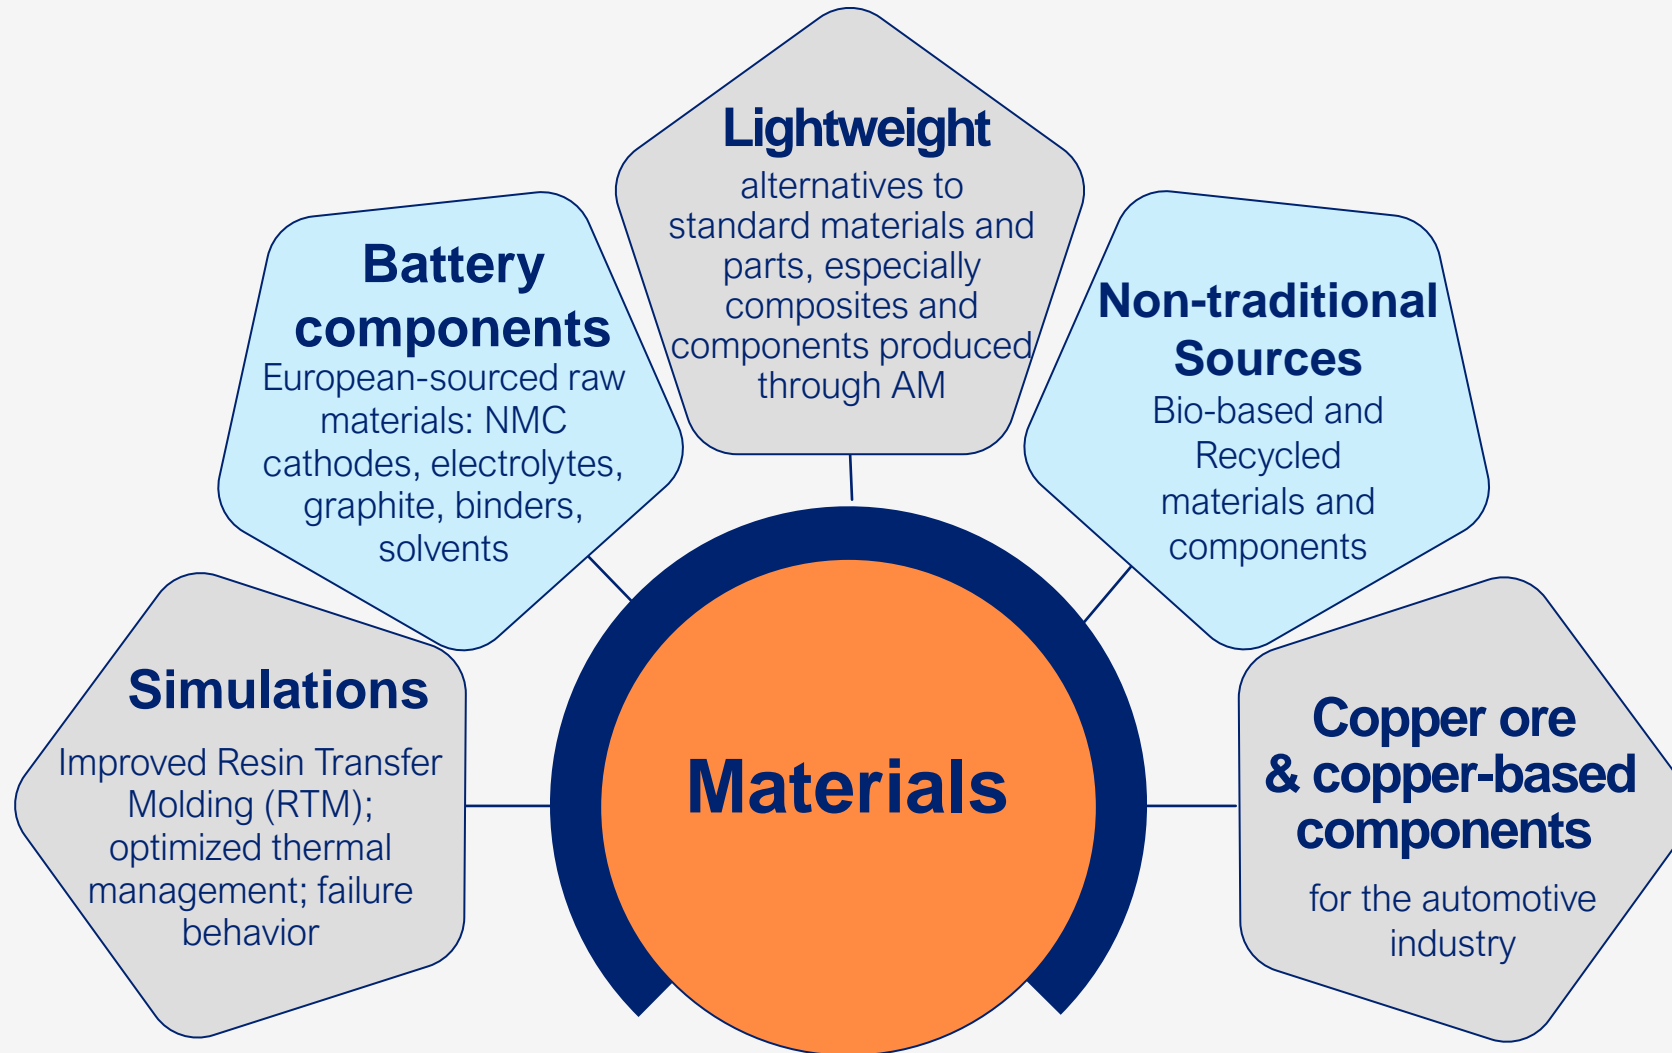 Lightweight
alternatives to
standard materials and
parts, especially
composites and
components produced
through AM
Battery
components
European-sourced raw
materials: NMC
cathodes, electrolytes,
graphite, binders,
solvents
Non-traditional
Sources
Bio-based and
Recycled
materials and
components
Simulations
Improved Resin Transfer
Molding (RTM);
optimized thermal
management; failure
behavior
Materials
Copper ore
& copper-based
components
for the automotive
industry